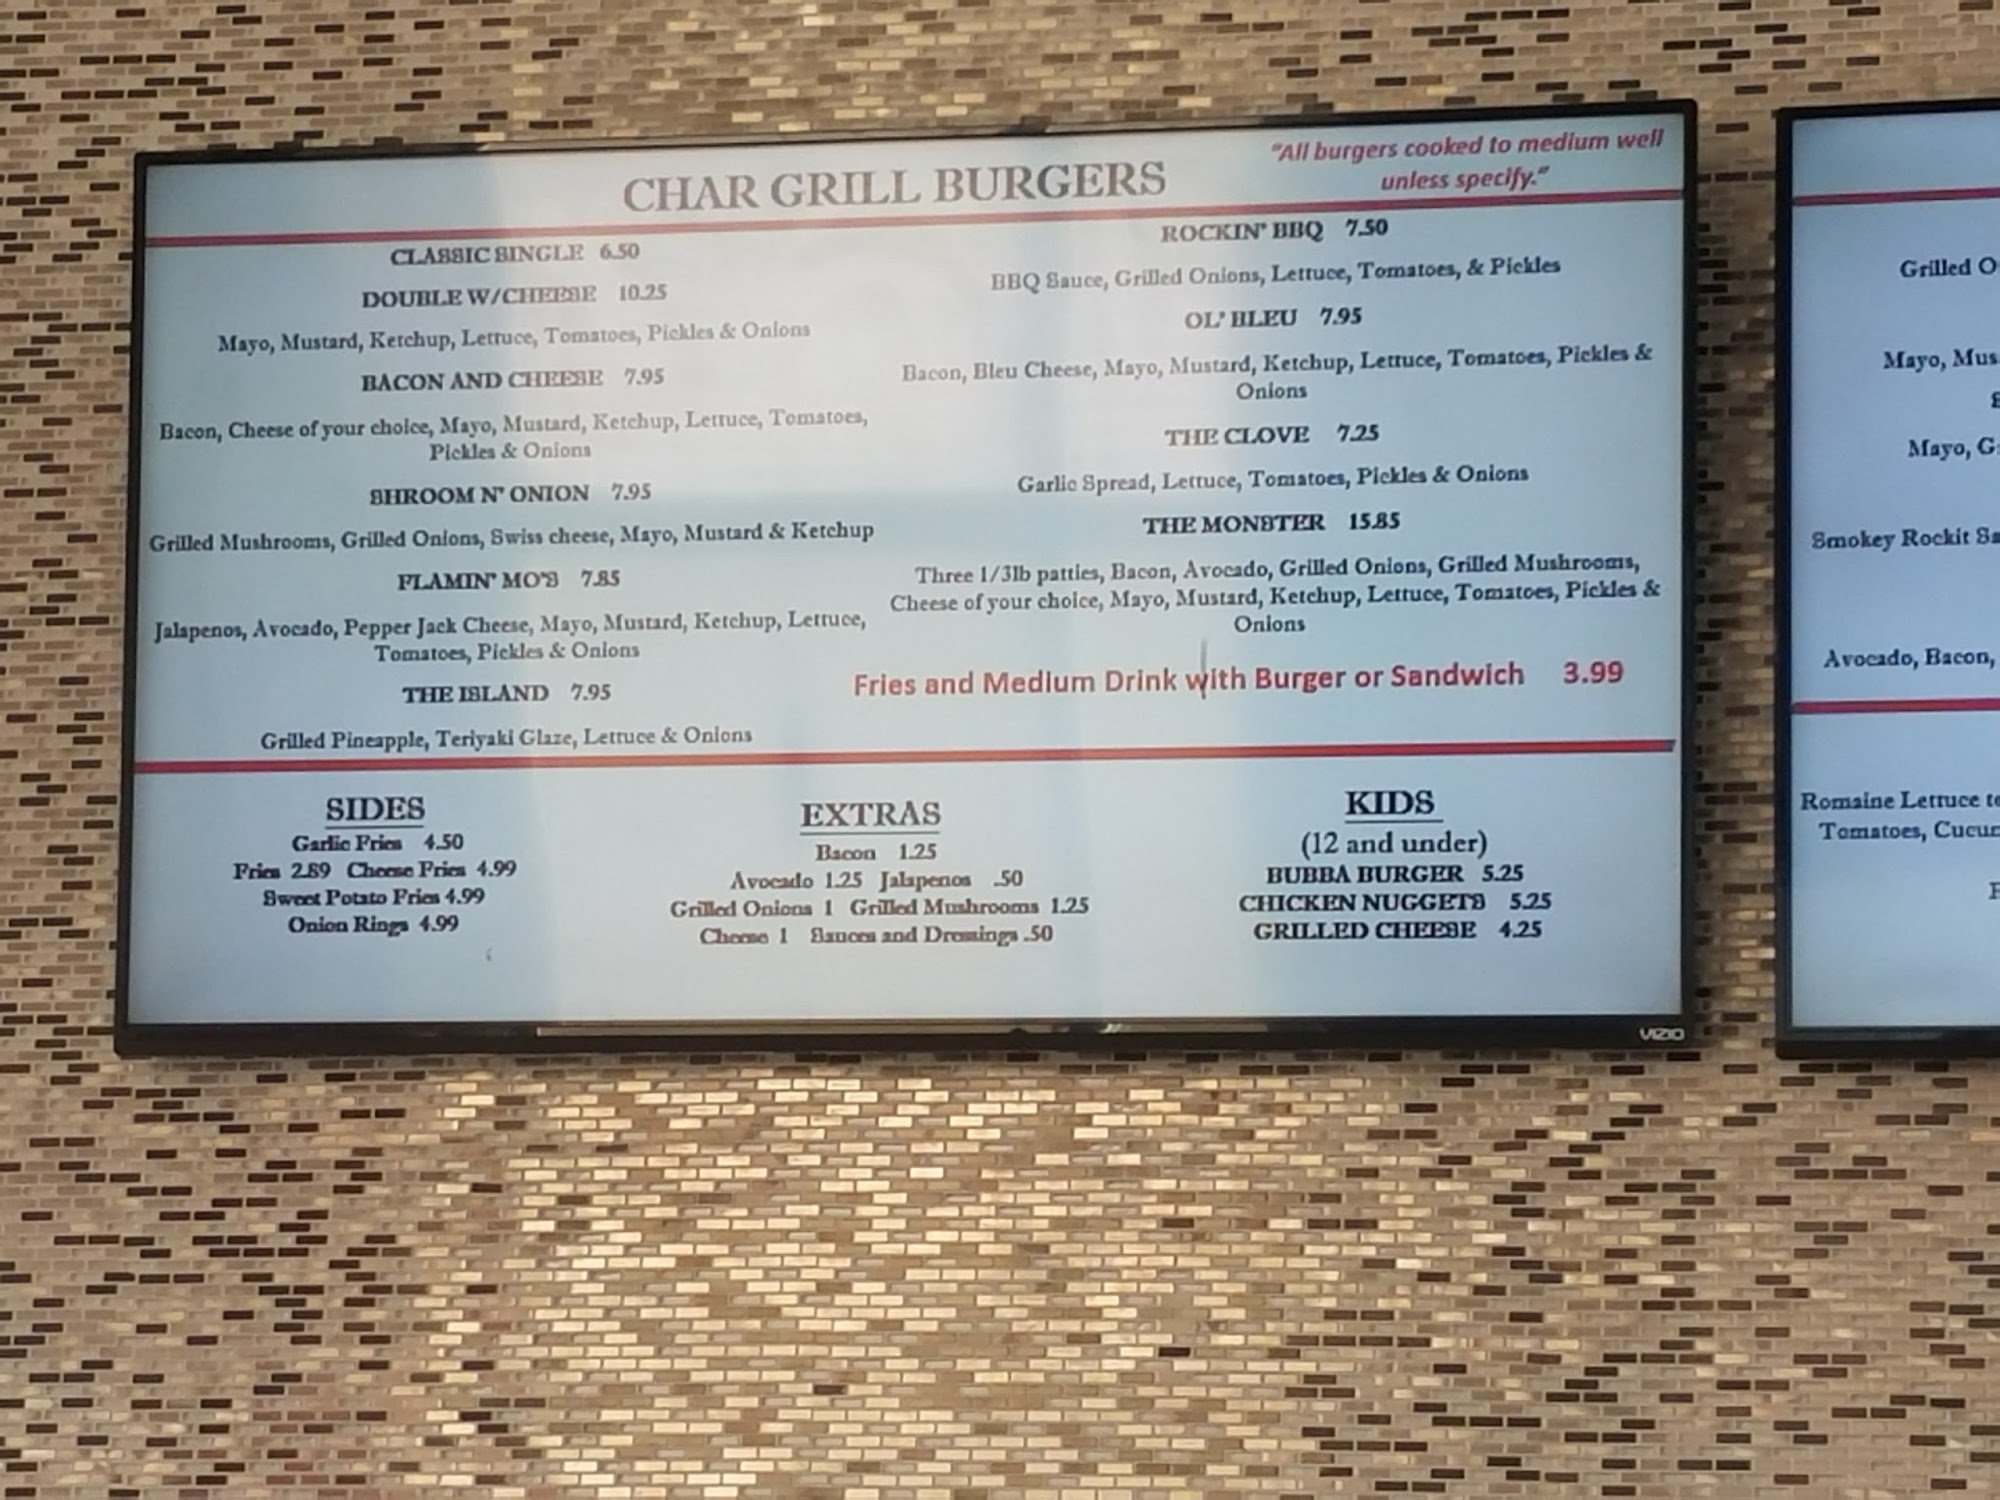 CHAR GRILL BURGERS
"All burgers cooked to medium well
unless specify."
CLASSIC SINGLE 6.50
DOUBLE W/CHEESE 10.25
Mayo, Mustard, Ketchup, Lettuce, Tomatoes, Pickles & Onions
BACON AND CHEESE 7.95
Bacon, Cheese of your choice, Mayo, Mustard, Ketchup, Lettuce, Tomatoes,
Pickles & Onions
SHROOM N' ONION 7.95
Grilled Mushrooms, Grilled Onions, Swiss cheese, Mayo, Mustard & Ketchup
FLAMIN' MO'S 7.85
Jalapenos, Avocado, Pepper Jack Cheese, Mayo, Mustard, Ketchup, Lettuce,
Tomatoes, Pickles & Onions
THE ISLAND 7.95
Grilled Pineapple, Teriyaki Glaze, Lettuce & Onions
ROCKIN' BBQ 7.50
BBQ Sauce, Grilled Onions, Lettuce, Tomatoes, & Pickles
OL' BLEU 7.95
Bacon, Bleu Cheese, Mayo, Mustard, Ketchup, Lettuce, Tomatoes, Pickles &
Onions
THE CLOVE 7.25
Garlic Spread, Lettuce, Tomatoes, Pickles & Onions
THE MONSTER 15.85
Three 1/3lb patties, Bacon, Avocado, Grilled Onions, Grilled Mushrooms,
Cheese of your choice, Mayo, Mustard, Ketchup, Lettuce, Tomatoes, Pickles &
Onions
Fries and Medium Drink with Burger or Sandwich 3.99
SIDES
Garlic Fries 4.50
Fries 2.89 Cheese Fries 4.99
Sweet Potato Fries 4.99
Onion Rings 4.99
EXTRAS
Bacon 1.25
Avocado 1.25 Jalapenos .50
Grilled Onions 1 Grilled Mushrooms 1.25
Cheese 1 Sauces and Dressings .50
KIDS
(12 and under)
BUBBA BURGER 5.25
CHICKEN NUGGETS 5.25
GRILLED CHEESE 4.25
VIZIO
Grilled O
Mayo, Mus
Mayo, G
Smokey Rockit Sa
Avocado, Bacon,
Romaine Lettuce to
Tomatoes, Cucum